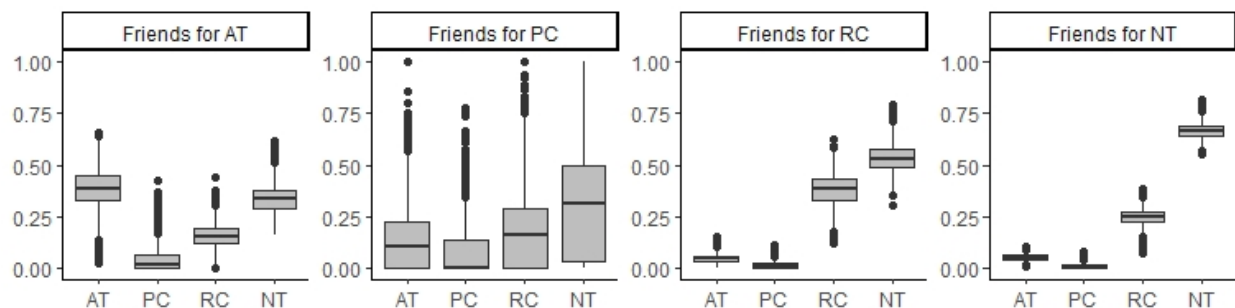 Friends for AT
Friends for PC
Friends for RC
Friends for NT
1.00 1.00 1.00 1.00
0.75 0.75 0.75 0.75
0.50 0.50 0.50 0.50
0.25 0.25 0.25 0.25
0.00 0.00 0.00 0.00
AT PC RC NT
AT PC RC NT
AT PC RC NT
AT PC RC NT